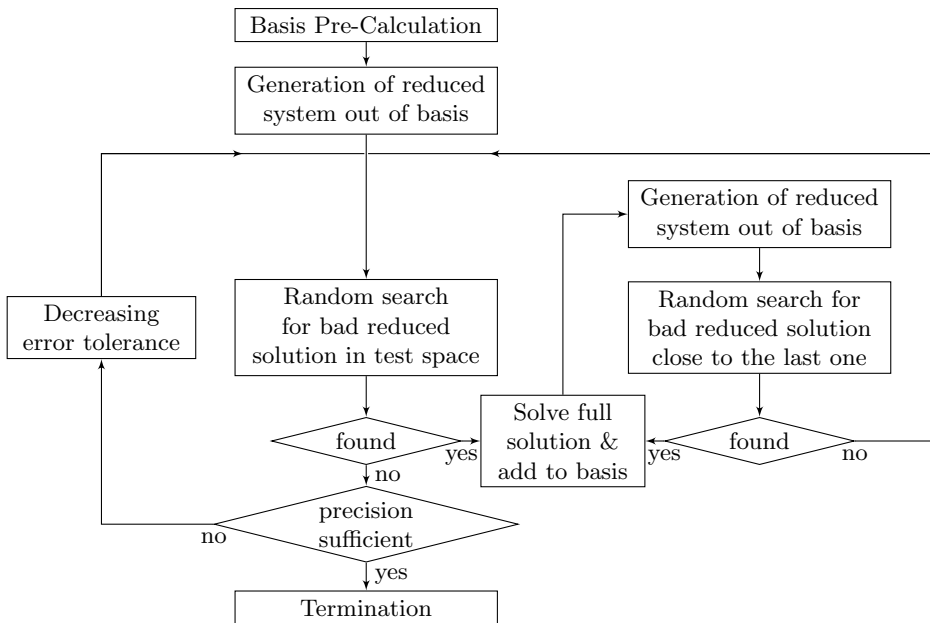 Basis Pre-Calculation
Generation of reduced
system out of basis
Generation of reduced
system out of basis
Decreasing
error tolerance
Random search
for bad reduced
solution in test space
Random search for
bad reduced solution
close to the last one
found
yes
no
Solve full
solution &
add to basis
yes
found
no
precision
sufficient
no
yes
Termination